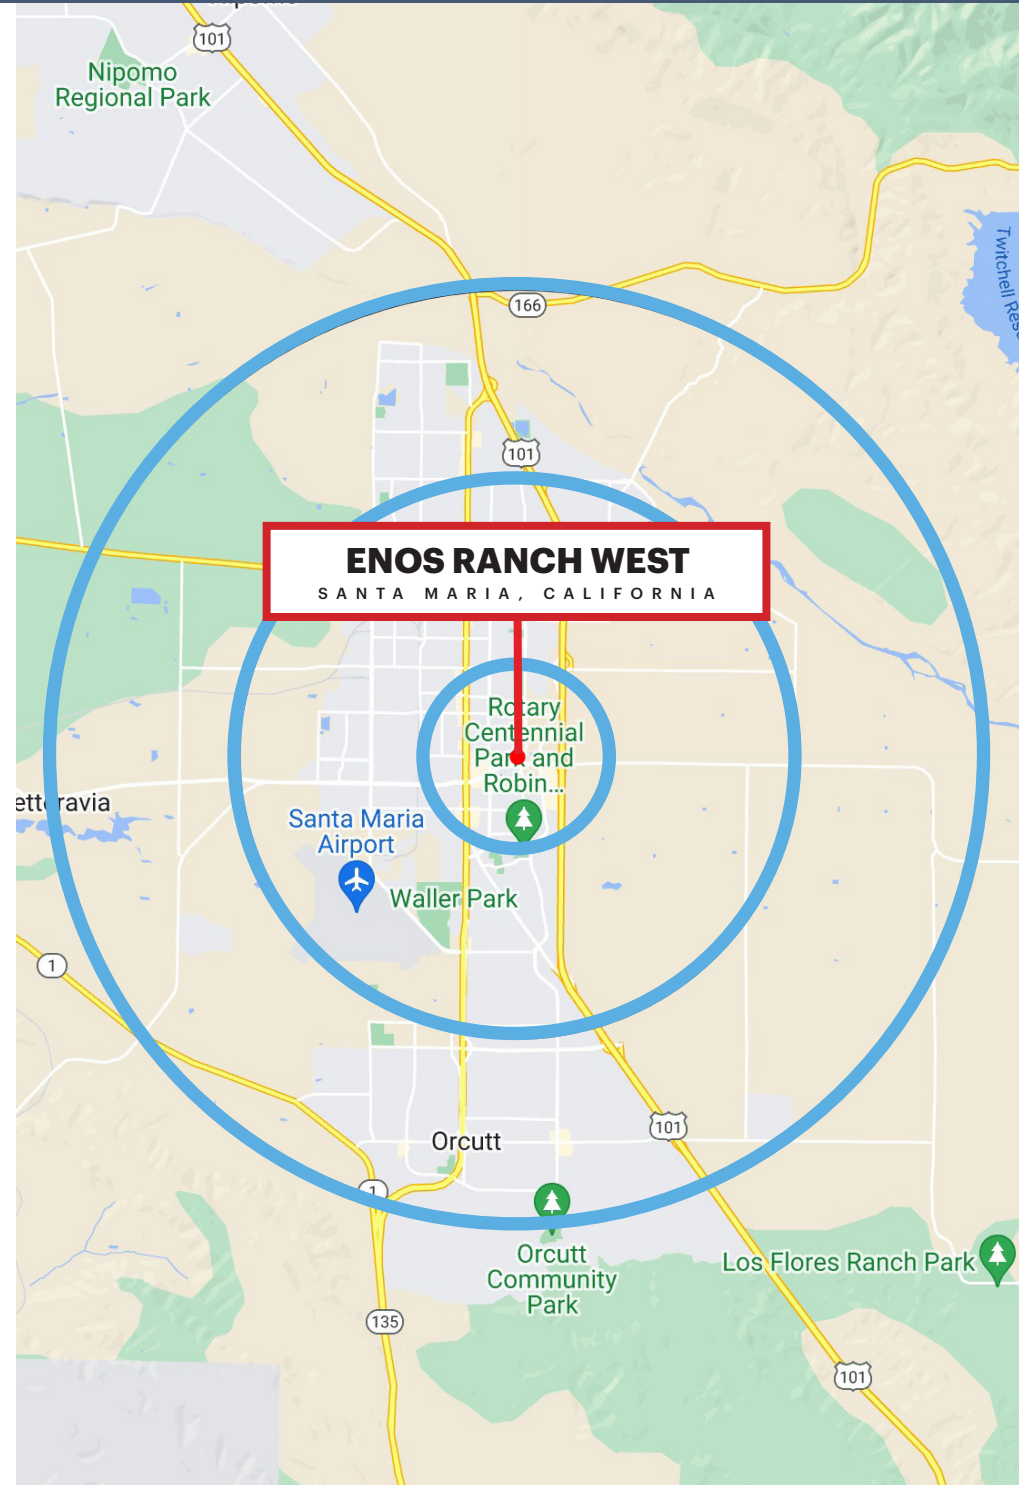 101
Nipomo
Regional Park
Twitchell
166
101
ENOS RANCH WEST
SANTA MARIA, CALIFORNIA
Rotary
Centennial
Park and
Robin...
Santa Maria
Airport
Waller Park
1
Orcutt
101
1
Orcutt
Community
Park
Los Flores Ranch Park
135
101